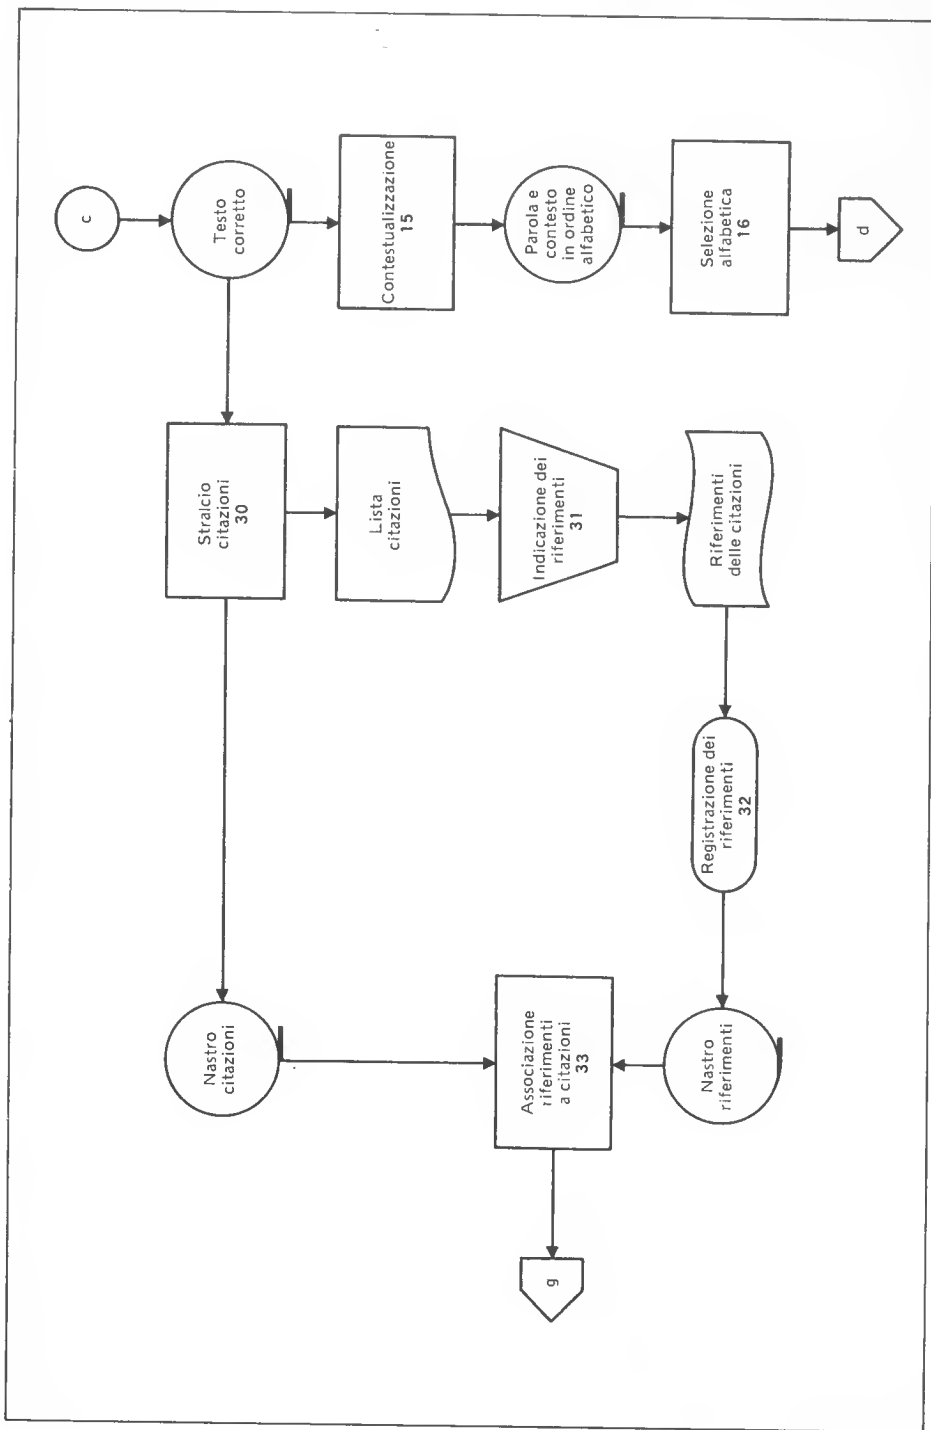 c
Testo
corretto
Contestualizzazione
15
Parola e
contesto
in ordine
alfabetico
Selezione
alfabetica
16
d
Stralcio
citazioni
30
Lista
citazioni
Indicazione dei
riferimenti
31
Riferimenti
delle citazioni
Registrazione dei
riferimenti
32
Nastro
citazioni
Associazione
riferimenti
a citazioni
33
Nastro
riferimenti
g